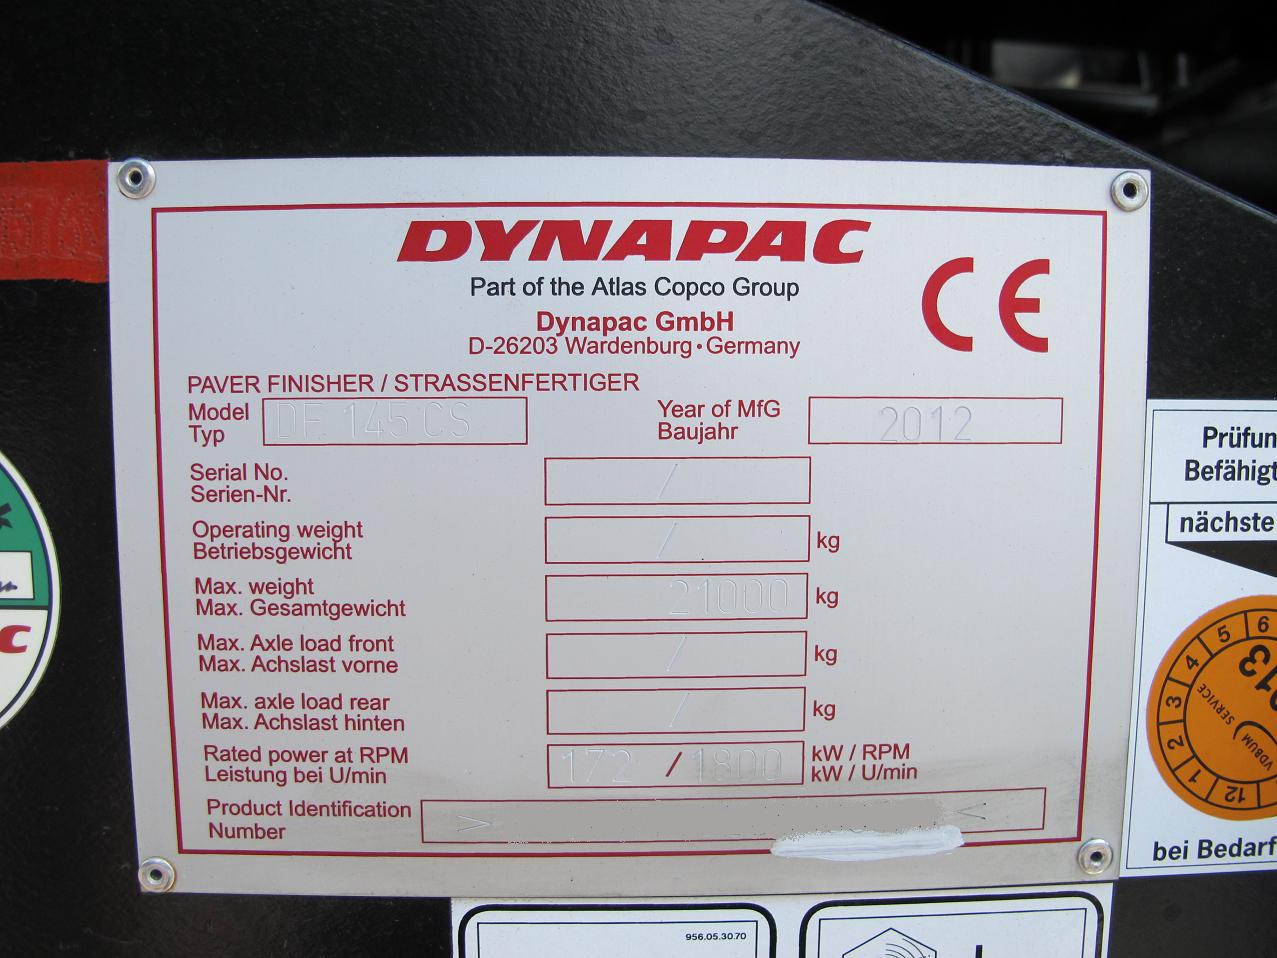 DYNAPAC
Part of the Atlas Copco Group
CE
Dynapac GmbH
D-26203 Wardenburg • Germany
PAVER FINISHER / STRASSENFERTIGER
Model DF 145 CS Year of MfG 2012
Typ Baujahr
Serial No. /
Serien-Nr.
Operating weight / kg
Betriebsgewicht
Max. weight 21000 kg
Max. Gesamtgewicht
Max. Axle load front / kg
Max. Achslast vorne
Max. axle load rear / kg
Max. Achslast hinten
Rated power at RPM 172 / 1800 kW / RPM
Leistung bei U/min kW / U/min
Product Identification > <
Number
Prüfun
Befähigt
nächste
12 1 2 3 4 5 6
13
SERVICE
VDBUM
bei Bedarf
956.05.30.70
C